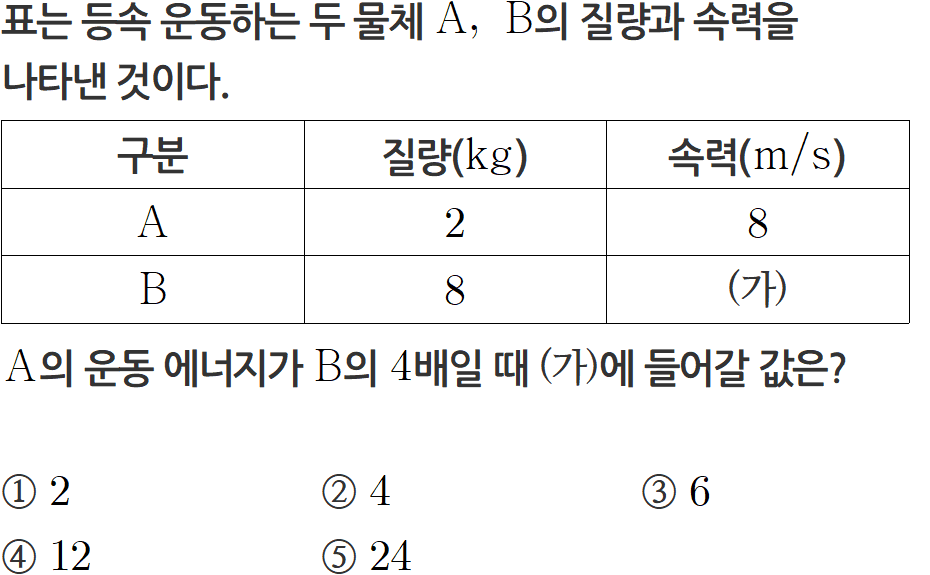 표는 등속 운동하는 두 물체 A, B의 질량과 속력을
나타낸 것이다.
구분 질량(kg) 속력(m/s)
A 2 8
B 8 (가)
A의 운동 에너지가 B의 4배일 때 (가)에 들어갈 값은?
① 2 ② 4 ③ 6
④ 12 ⑤ 24